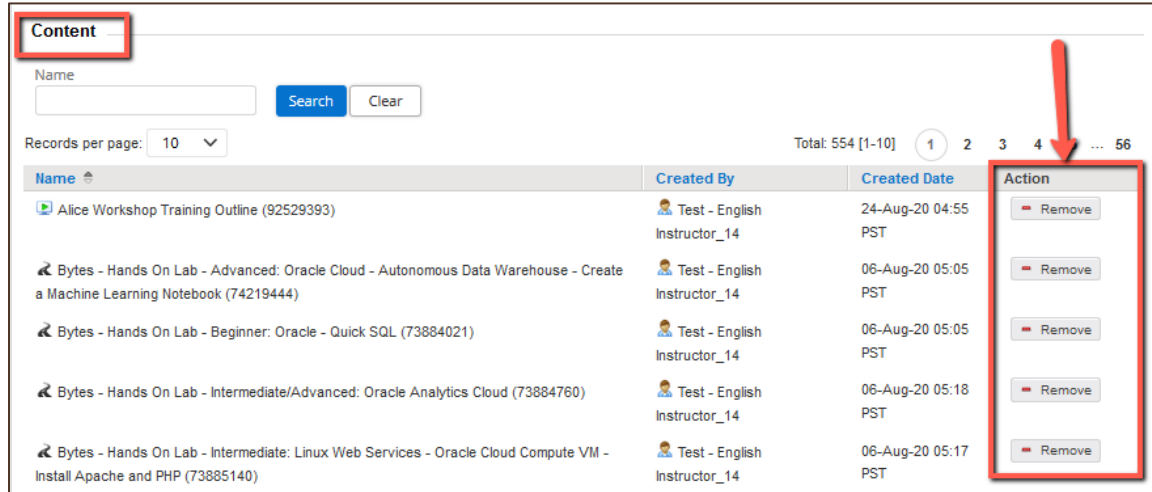 Content
Name
Search Clear
Records per page: 10 Total: 554 [1-10] 1 2 3 4 ... 56
Name Created By Created Date Action
Alice Workshop Training Outline (92529393) Test - English 24-Aug-20 04:55 Remove
Instructor_14 PST
Bytes - Hands On Lab - Advanced: Oracle Cloud - Autonomous Data Warehouse - Create Test - English 06-Aug-20 05:05 Remove
a Machine Learning Notebook (74219444) Instructor_14 PST
Bytes - Hands On Lab - Beginner: Oracle - Quick SQL (73884021) Test - English 06-Aug-20 05:05 Remove
Instructor_14 PST
Bytes - Hands On Lab - Intermediate/Advanced: Oracle Analytics Cloud (73884760) Test - English 06-Aug-20 05:18 Remove
Instructor_14 PST
Bytes - Hands On Lab - Intermediate: Linux Web Services - Oracle Cloud Compute VM - Test - English 06-Aug-20 05:17 Remove
Install Apache and PHP (73885140) Instructor_14 PST